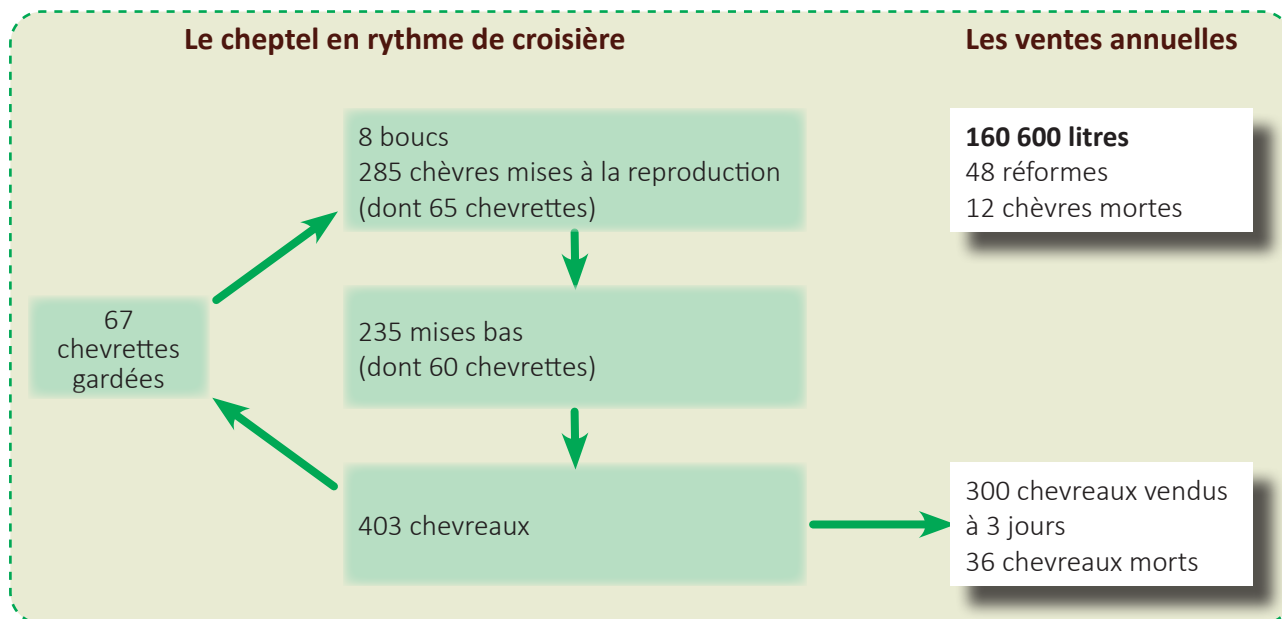 Le cheptel en rythme de croisière
Les ventes annuelles
8 boucs
285 chèvres mises à la reproduction
(dont 65 chevrettes)
160 600 litres
48 réformes
12 chèvres mortes
67
chevrettes
gardées
235 mises bas
(dont 60 chevrettes)
403 chevreaux
300 chevreaux vendus
à 3 jours
36 chevreaux morts